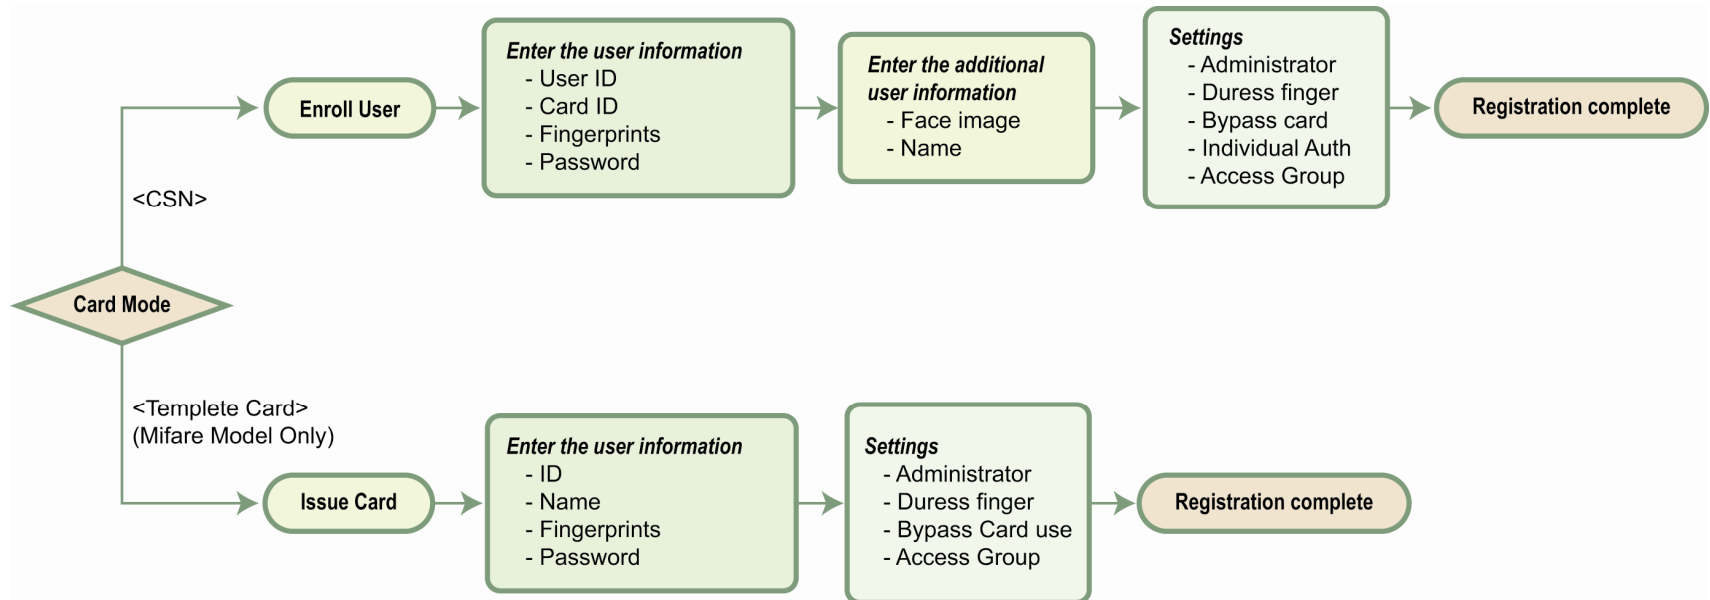 Enter the user information
- User ID
- Card ID
- Fingerprints
- Password
Enroll User
Enter the additional
user information
- Face image
- Name
Settings
- Administrator
- Duress finger
- Bypass card
- Individual Auth
- Access Group
Registration complete
<CSN>
Card Mode
<Templete Card>
(Mifare Model Only)
Issue Card
Enter the user information
- ID
- Name
- Fingerprints
- Password
Settings
- Administrator
- Duress finger
- Bypass Card use
- Access Group
Registration complete